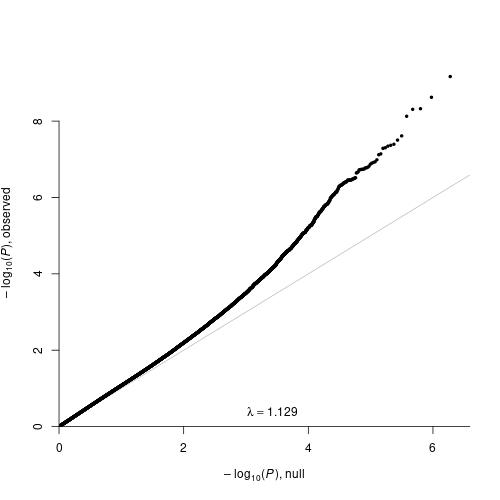 8
6
4
2
0
− log₁₀(P), observed
λ = 1.129
0 2 4 6
− log₁₀(P), null